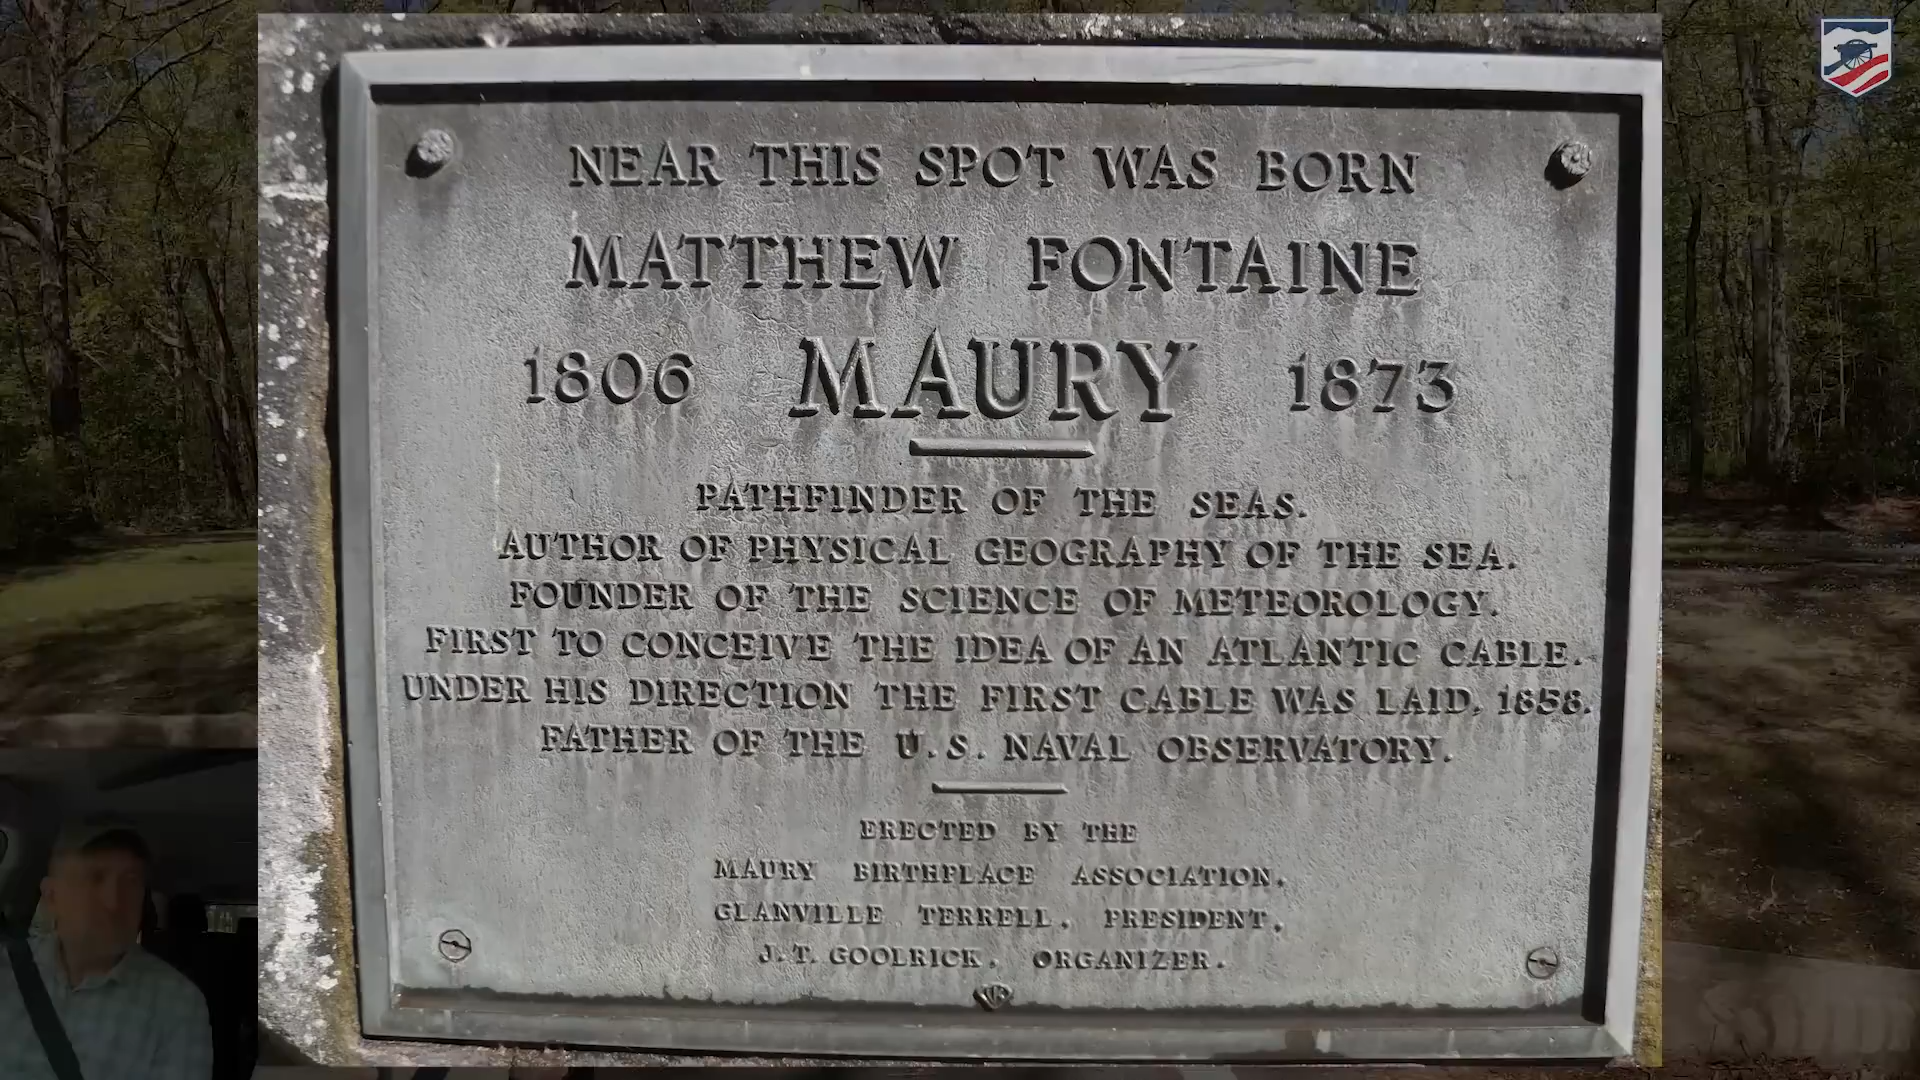 NEAR THIS SPOT WAS BORN
MATTHEW FONTAINE
1806 MAURY 1873
PATHFINDER OF THE SEAS.
AUTHOR OF PHYSICAL GEOGRAPHY OF THE SEA.
FOUNDER OF THE SCIENCE OF METEOROLOGY.
FIRST TO CONCEIVE THE IDEA OF AN ATLANTIC CABLE.
UNDER HIS DIRECTION THE FIRST CABLE WAS LAID, 1858.
FATHER OF THE U.S. NAVAL OBSERVATORY.
ERECTED BY THE
MAURY BIRTHPLACE ASSOCIATION,
GLANVILLE TERRELL, PRESIDENT,
J.T. GOOLRICK, ORGANIZER.